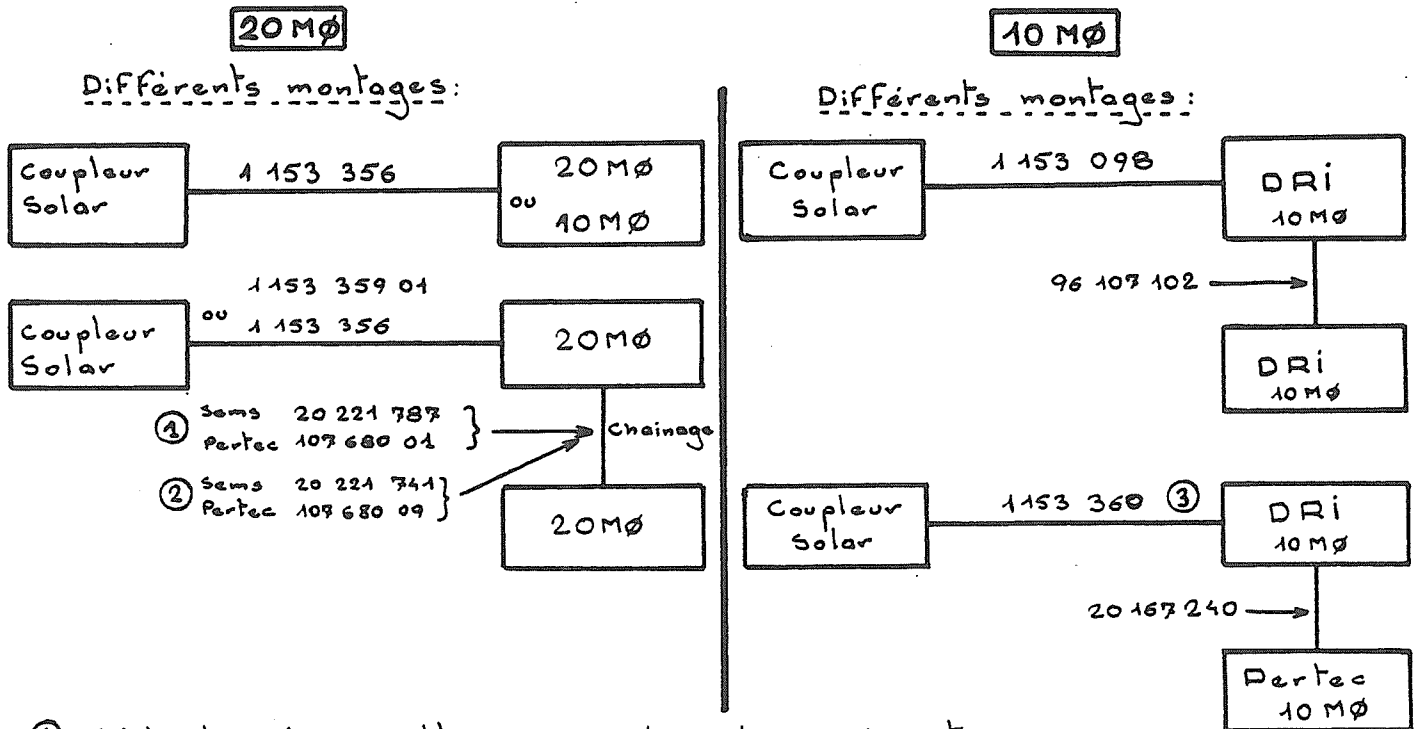 20 MØ
Différents montages:
Coupleur
Solar
1 153 356
20 MØ
ou
10 MØ
1 153 359 01
ou
1 153 356
Coupleur
Solar
20 MØ
① Sems 20 221 787
Pertec 107 680 01
Chainage
② Sems 20 221 741
Pertec 107 680 09
20 MØ
10 MØ
Différents montages:
Coupleur
Solar
1 153 098
DRi
10 MØ
96 107 102
DRi
10 MØ
Coupleur
Solar
1 153 360 ③
DRi
10 MØ
20 167 240
Pertec
10 MØ